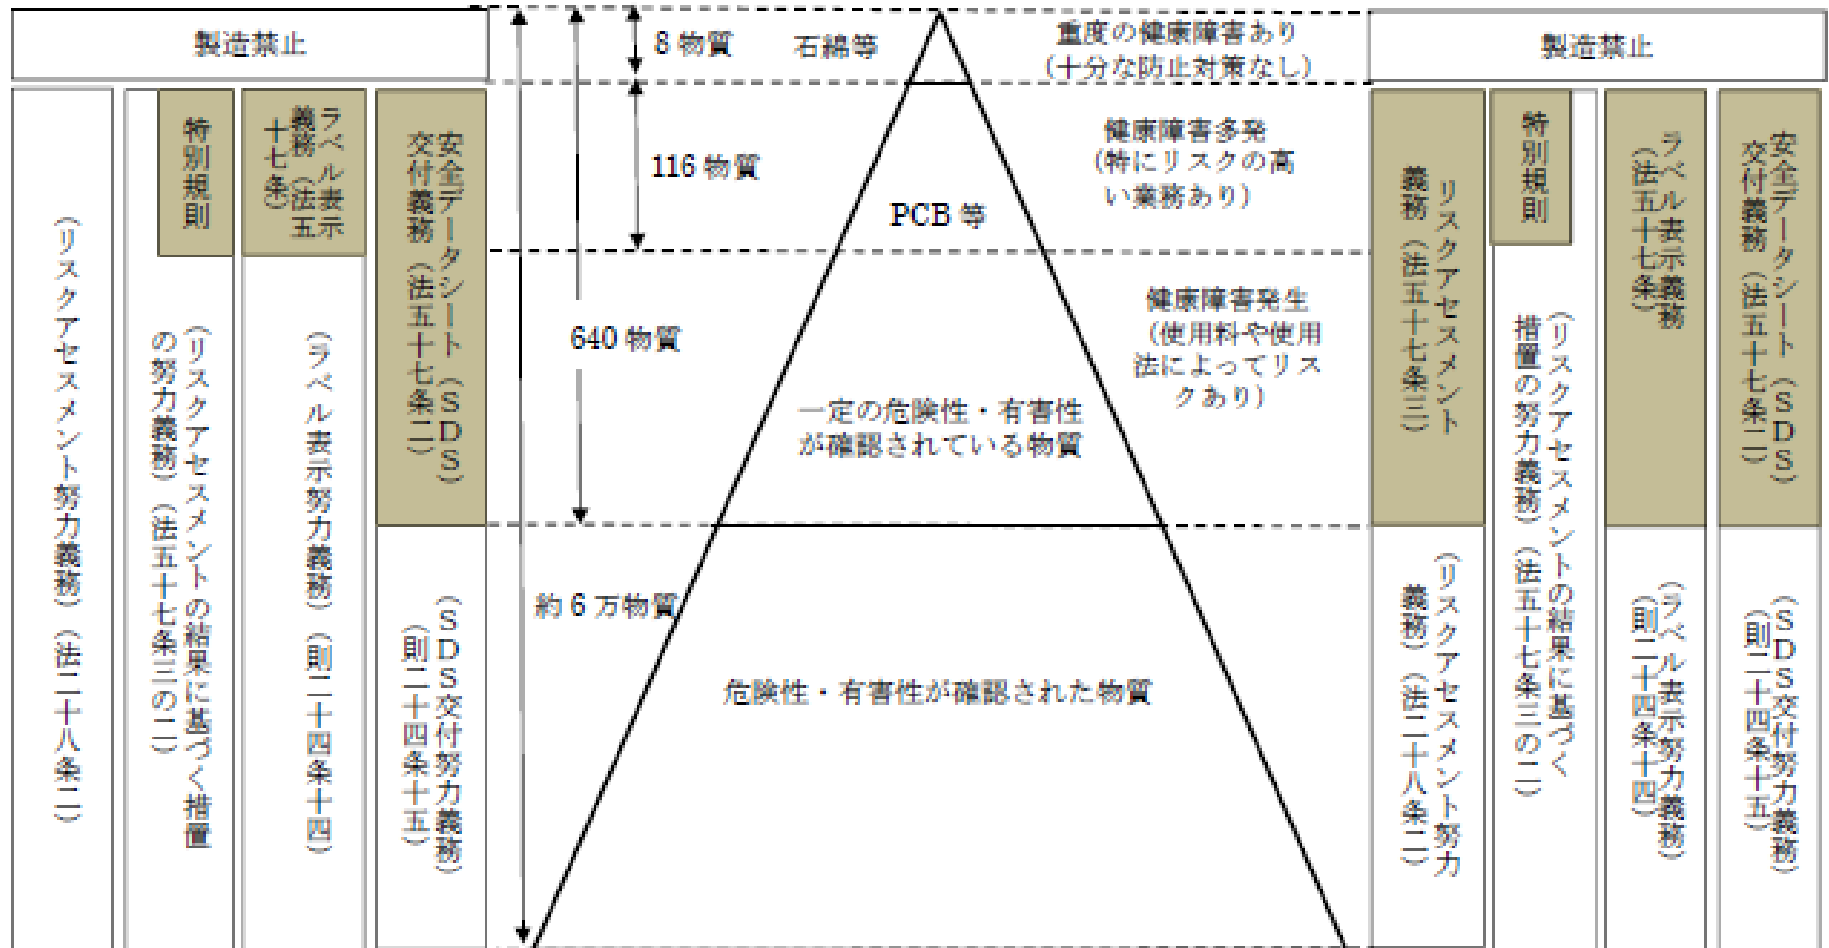 製造禁止
(リスクアセスメント努力義務)(法二十八条二)
特別規則
(リスクアセスメントの結果に基づく措置
の努力義務)(法五十七条三の二)
ラベル表示
義務(法五
十七条)
(ラベル表示努力義務)(則二十四条十四)
安全データシート(SDS)
交付義務(法五十七条二)
(SDS交付努力義務)
(則二十四条十五)
8 物質
116 物質
640 物質
約 6 万物質
石綿等
PCB 等
一定の危険性・有害性
が確認されている物質
危険性・有害性が確認された物質
重度の健康障害あり
(十分な防止対策なし)
健康障害多発
(特にリスクの高
い業務あり)
健康障害発生
(使用料や使用
法によってリス
クあり)
製造禁止
リスクアセスメント
義務(法五十七条三)
(リスクアセスメント努力
義務)(法二十八条二)
特別規則
(リスクアセスメントの結果に基づく
措置の努力義務)(法五十七条三の二)
ラベル表示義務
(法五十七条)
(ラベル表示努力義務)
(則二十四条十四)
安全データシート(SDS)
交付義務(法五十七条二)
(SDS交付努力義務)
(則二十四条十五)